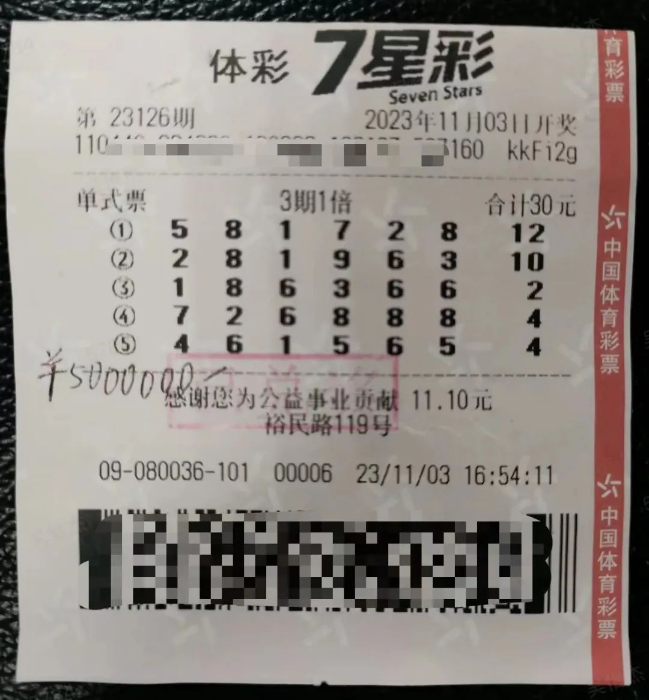 体彩 7星彩
Seven Stars
第 23126期 2023年11月03日开奖
110 160 kkFi2g
单式票 3期1倍 合计30元
① 5 8 1 7 2 8 12
② 2 8 1 9 6 3 10
③ 1 8 6 3 6 6 2
④ 7 2 6 8 8 8 4
⑤ 4 6 1 5 6 5 4
¥5000000
感谢您为公益事业贡献 11.10元
裕民路119号
09-080036-101 00006 23/11/03 16:54:11
育彩票
中国体育彩票
中国体育彩票